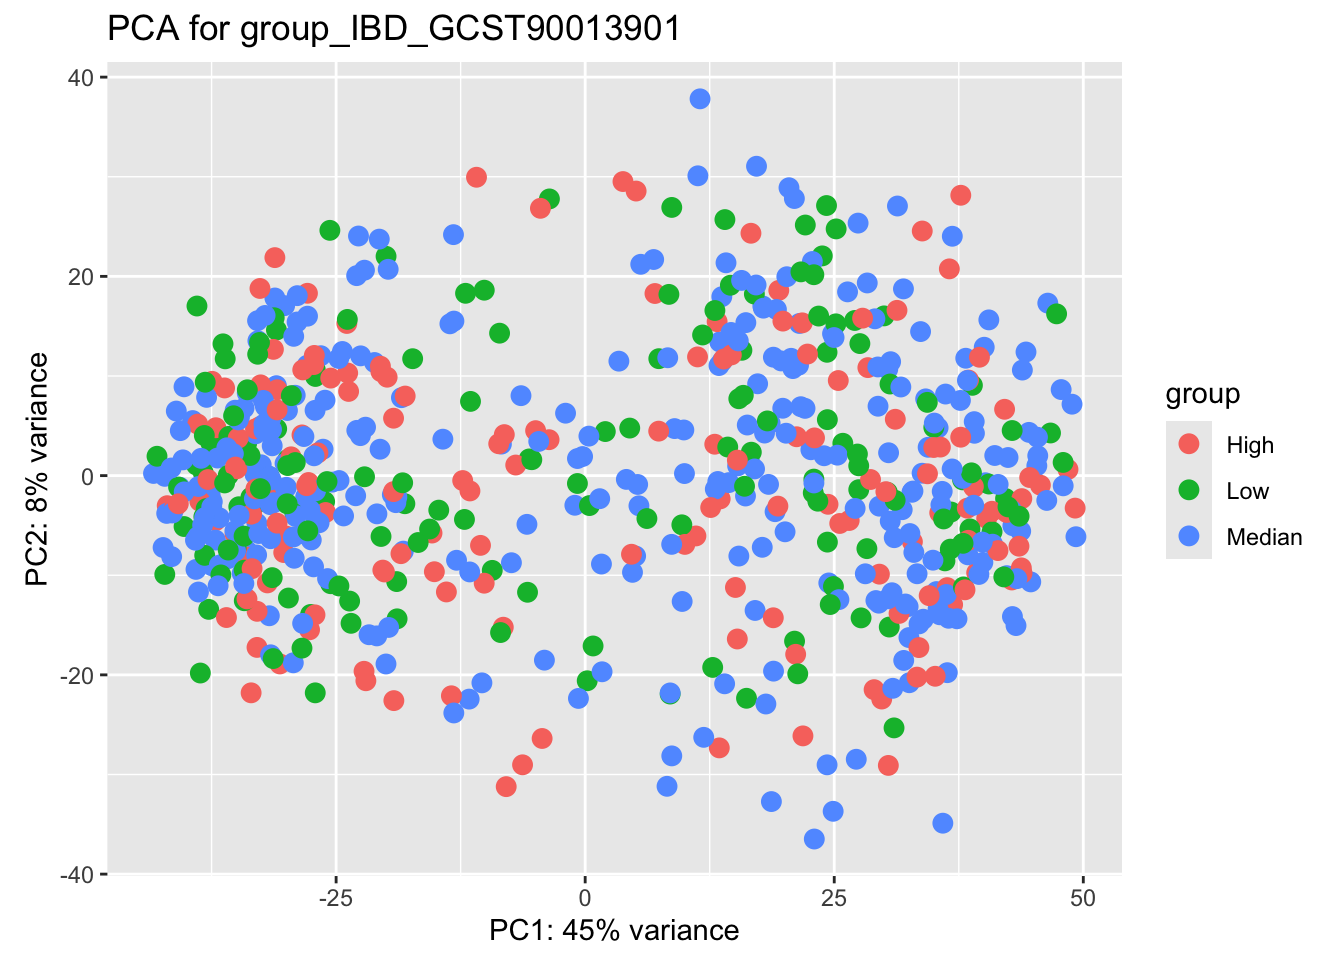 PCA for group_IBD_GCST90013901
40
20
0
-20
-40
PC2: 8% variance
-25
0
25
50
PC1: 45% variance
group
High
Low
Median